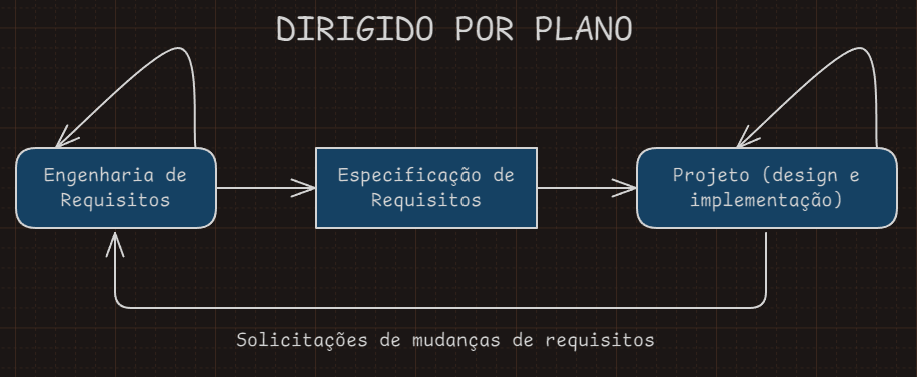 DIRIGIDO POR PLANO
Engenharia de
Requisitos
Especificação de
Requisitos
Projeto (design e
implementação)
Solicitações de mudanças de requisitos